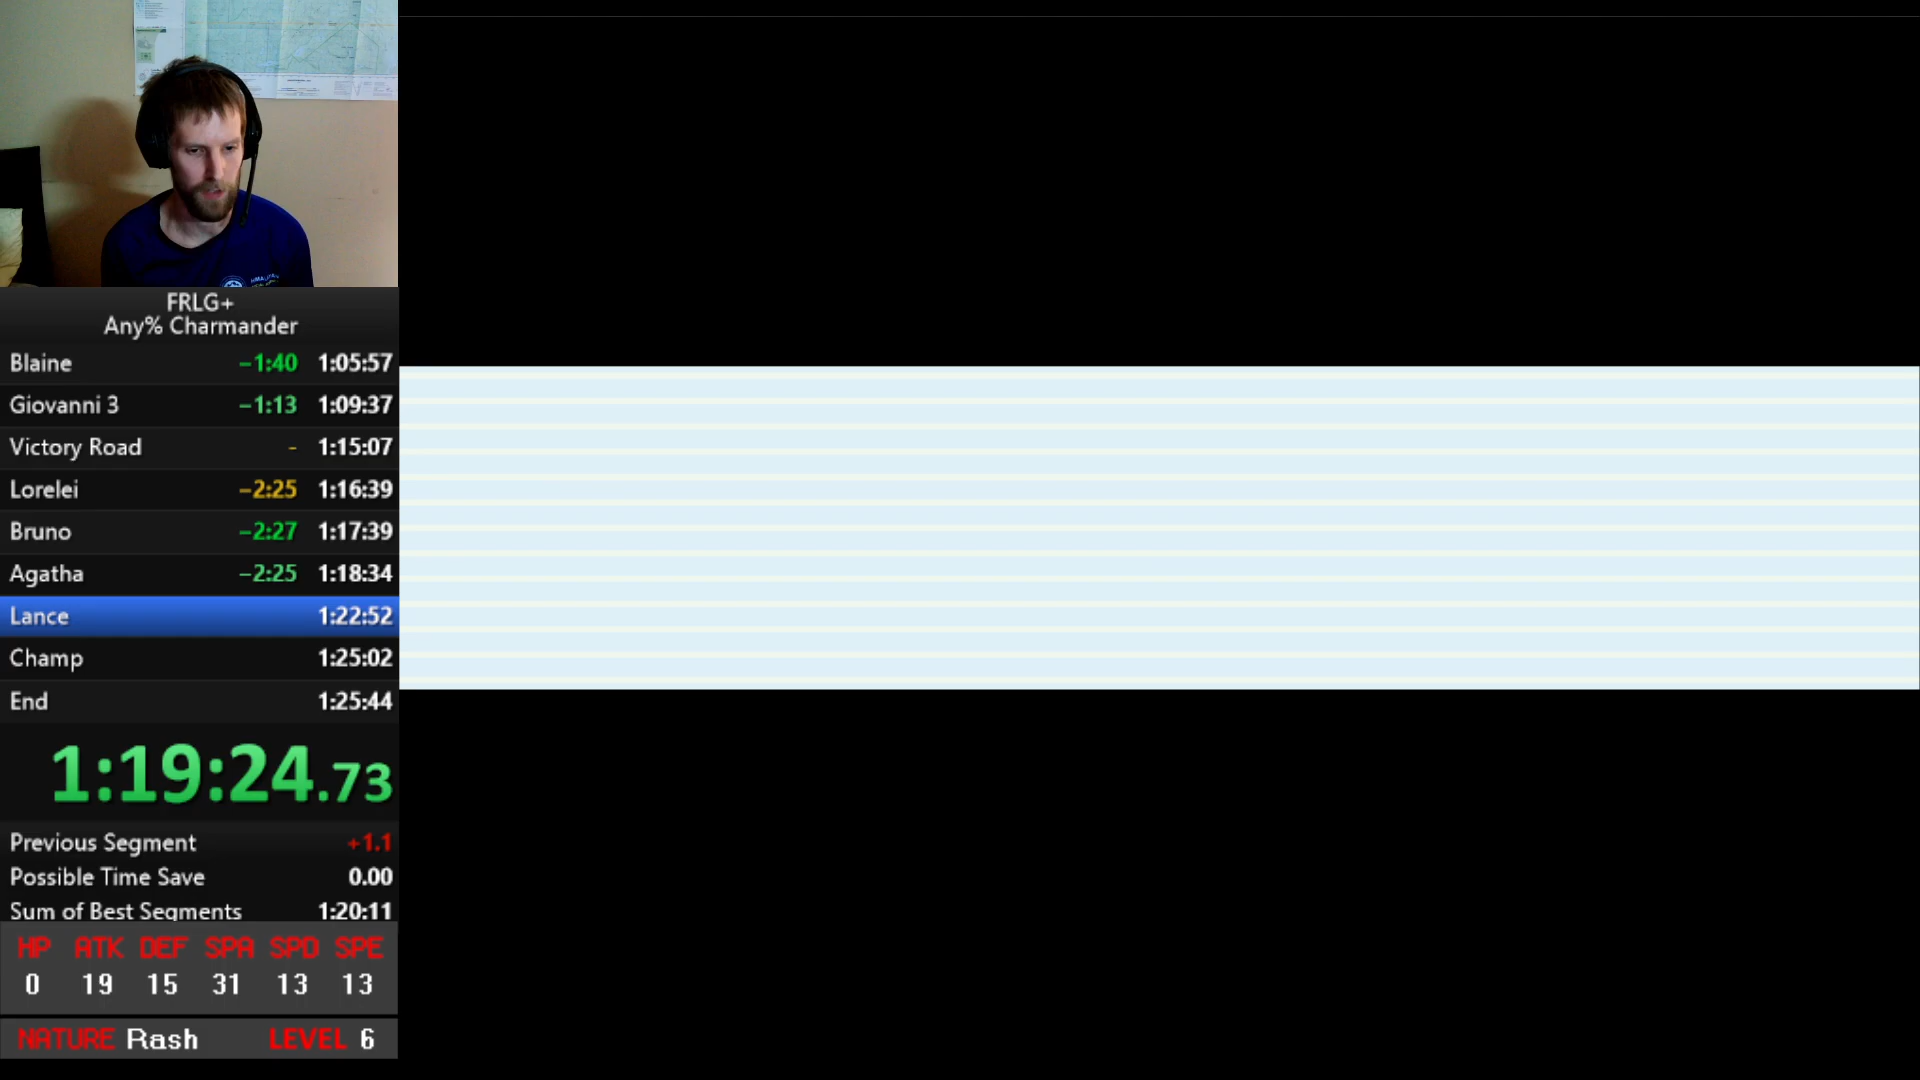 FRLG+
Any% Charmander
Blaine -1:40 1:05:57
Giovanni 3 -1:13 1:09:37
Victory Road - 1:15:07
Lorelei -2:25 1:16:39
Bruno -2:27 1:17:39
Agatha -2:25 1:18:34
Lance 1:22:52
Champ 1:25:02
End 1:25:44
1:19:24.73
Previous Segment +1.1
Possible Time Save 0.00
Sum of Best Segments 1:20:11
HP ATK DEF SPA SPD SPE
0 19 15 31 13 13
NATURE Rash LEVEL 6